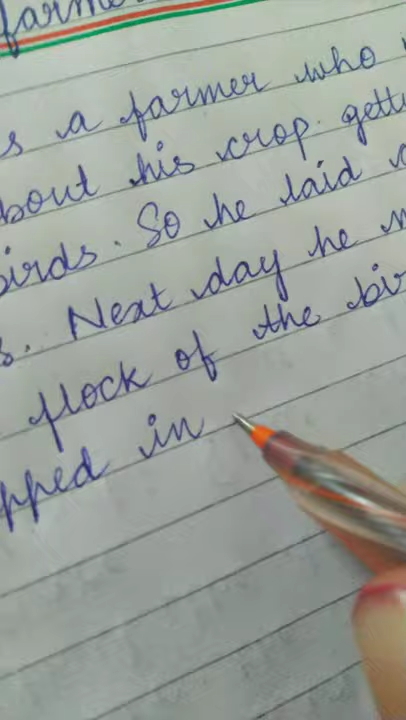 farme
s a farmer who
bout his crop. gett
birds. So he laid
s. Next day he
flock of the bi
pped in